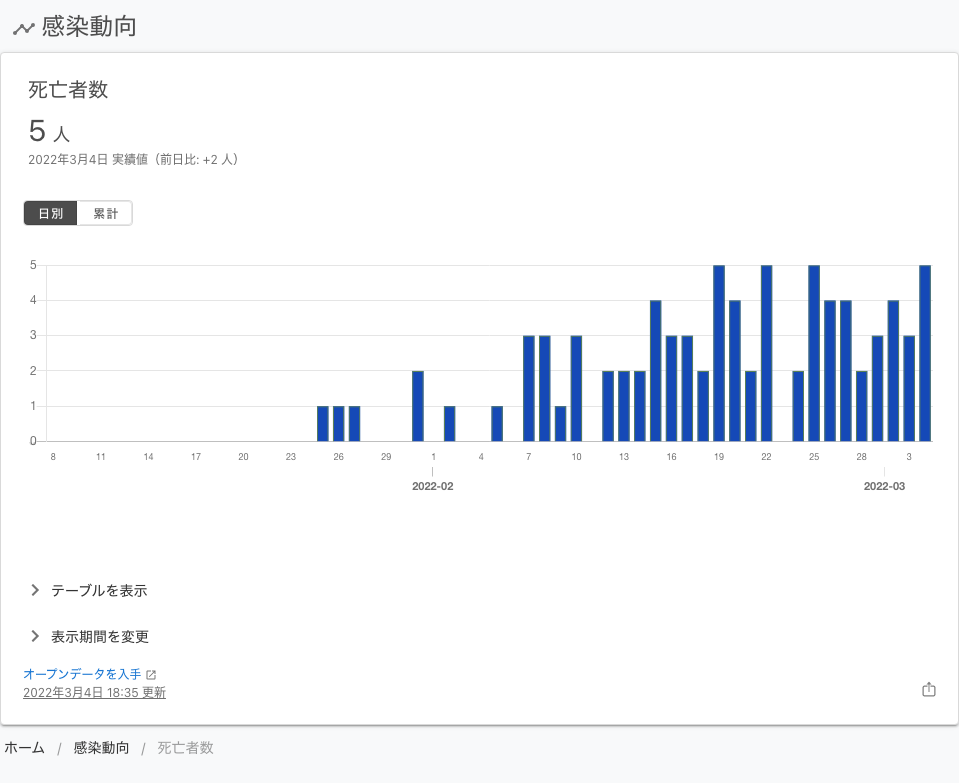 感染動向
死亡者数
5 人
2022年3月4日 実績値（前日比: +2 人）
日別 累計
5
4
3
2
1
0
8 11 14 17 20 23 26 29 1 4 7 10 13 16 19 22 25 28 3
2022-02 2022-03
テーブルを表示
表示期間を変更
オープンデータを入手
2022年3月4日 18:35 更新
ホーム / 感染動向 / 死亡者数